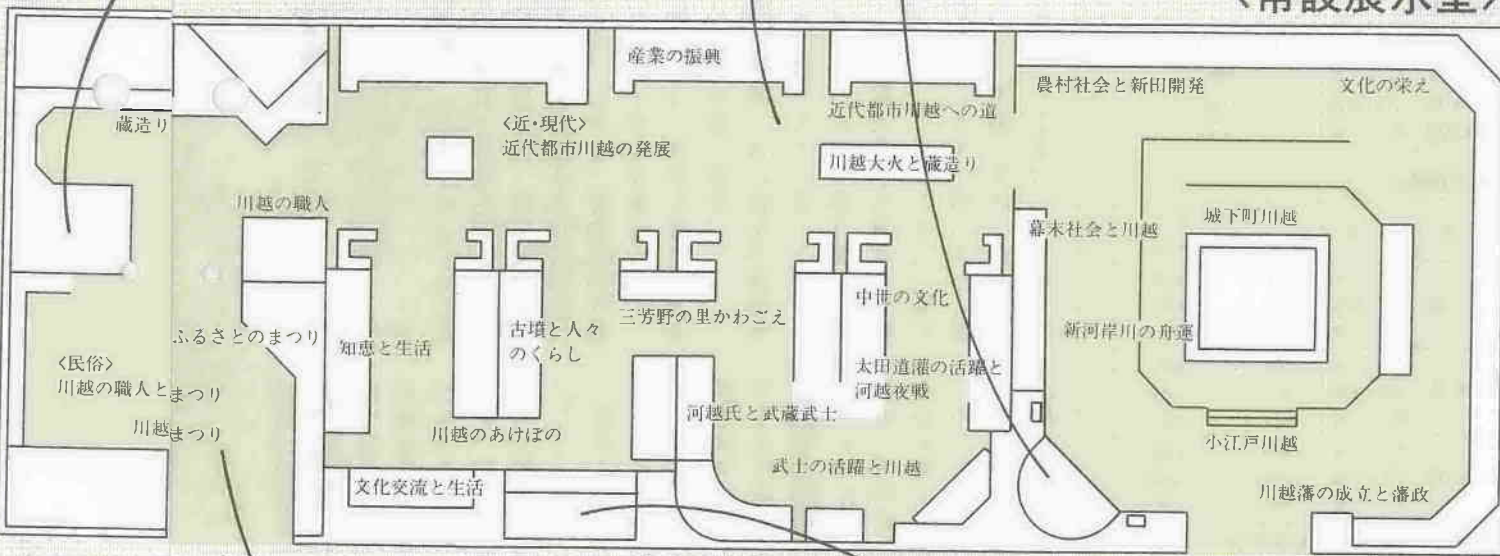 〈常設展示室〉
産業の振興
農村社会と新田開発
文化の栄え
蔵造り
〈近・現代〉
近代都市川越の発展
近代都市川越への道
川越大火と蔵造り
川越の職人
城下町川越
幕末社会と川越
中世の文化
三芳野の里かわごえ
新河岸川の舟運
ふるさとのまつり
知恵と生活
古墳と人々
のくらし
〈民俗〉
川越の職人とまつり
太田道灌の活躍と
河越夜戦
河越氏と武蔵武士
川越まつり
川越のあけぼの
小江戸川越
武士の活躍と川越
文化交流と生活
川越藩の成立と藩政